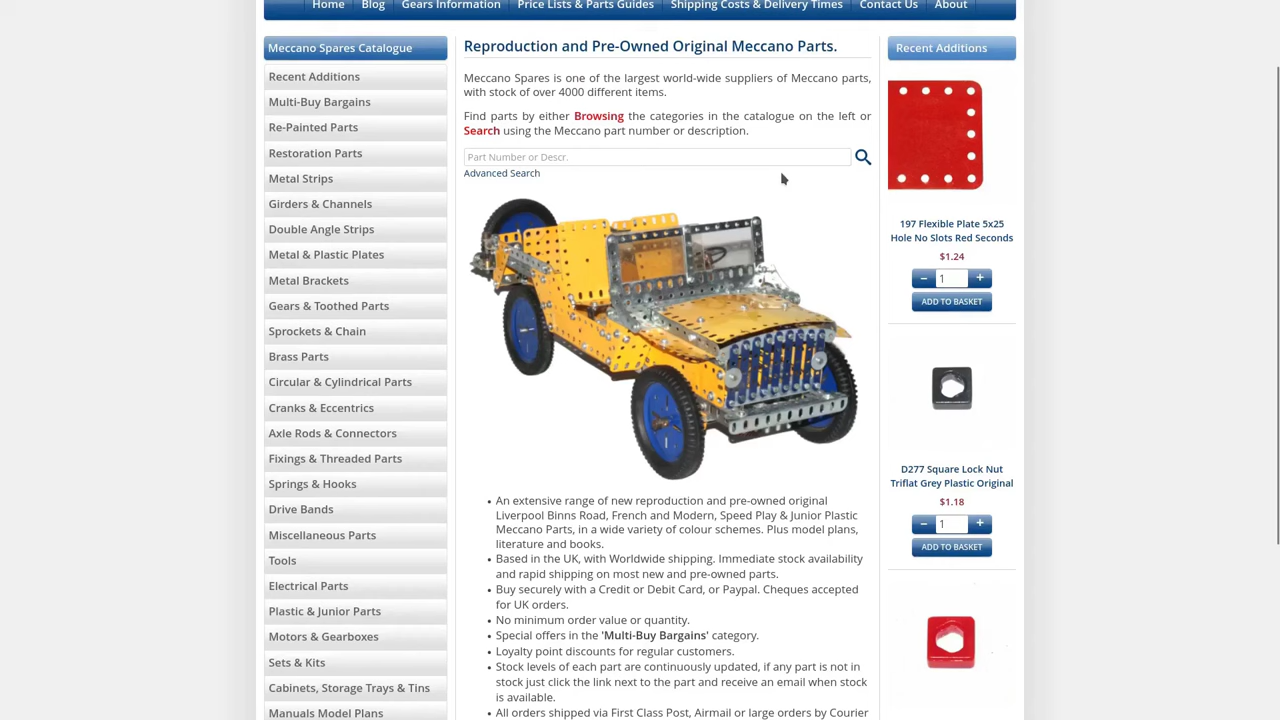 Home Blog Gears Information Price Lists & Parts Guides Shipping Costs & Delivery Times Contact Us About
Meccano Spares Catalogue
Recent Additions
Multi-Buy Bargains
Re-Painted Parts
Restoration Parts
Metal Strips
Girders & Channels
Double Angle Strips
Metal & Plastic Plates
Metal Brackets
Gears & Toothed Parts
Sprockets & Chain
Brass Parts
Circular & Cylindrical Parts
Cranks & Eccentrics
Axle Rods & Connectors
Fixings & Threaded Parts
Springs & Hooks
Drive Bands
Miscellaneous Parts
Tools
Electrical Parts
Plastic & Junior Parts
Motors & Gearboxes
Sets & Kits
Cabinets, Storage Trays & Tins
Manuals Model Plans
Reproduction and Pre-Owned Original Meccano Parts.
Meccano Spares is one of the largest world-wide suppliers of Meccano parts,
with stock of over 4000 different items.
Find parts by either Browsing the categories in the catalogue on the left or
Search using the Meccano part number or description.
Part Number or Descr.
Advanced Search
• An extensive range of new reproduction and pre-owned original
Liverpool Binns Road, French and Modern, Speed Play & Junior Plastic
Meccano Parts, in a wide variety of colour schemes. Plus model plans,
literature and books.
• Based in the UK, with Worldwide shipping. Immediate stock availability
and rapid shipping on most new and pre-owned parts.
• Buy securely with a Credit or Debit Card, or Paypal. Cheques accepted
for UK orders.
• No minimum order value or quantity.
• Special offers in the 'Multi-Buy Bargains' category.
• Loyalty point discounts for regular customers.
• Stock levels of each part are continuously updated, if any part is not in
stock just click the link next to the part and receive an email when stock
is available.
• All orders shipped via First Class Post, Airmail or large orders by Courier
Recent Additions
197 Flexible Plate 5x25
Hole No Slots Red Seconds
$1.24
− 1 +
ADD TO BASKET
D277 Square Lock Nut
Triflat Grey Plastic Original
$1.18
− 1 +
ADD TO BASKET